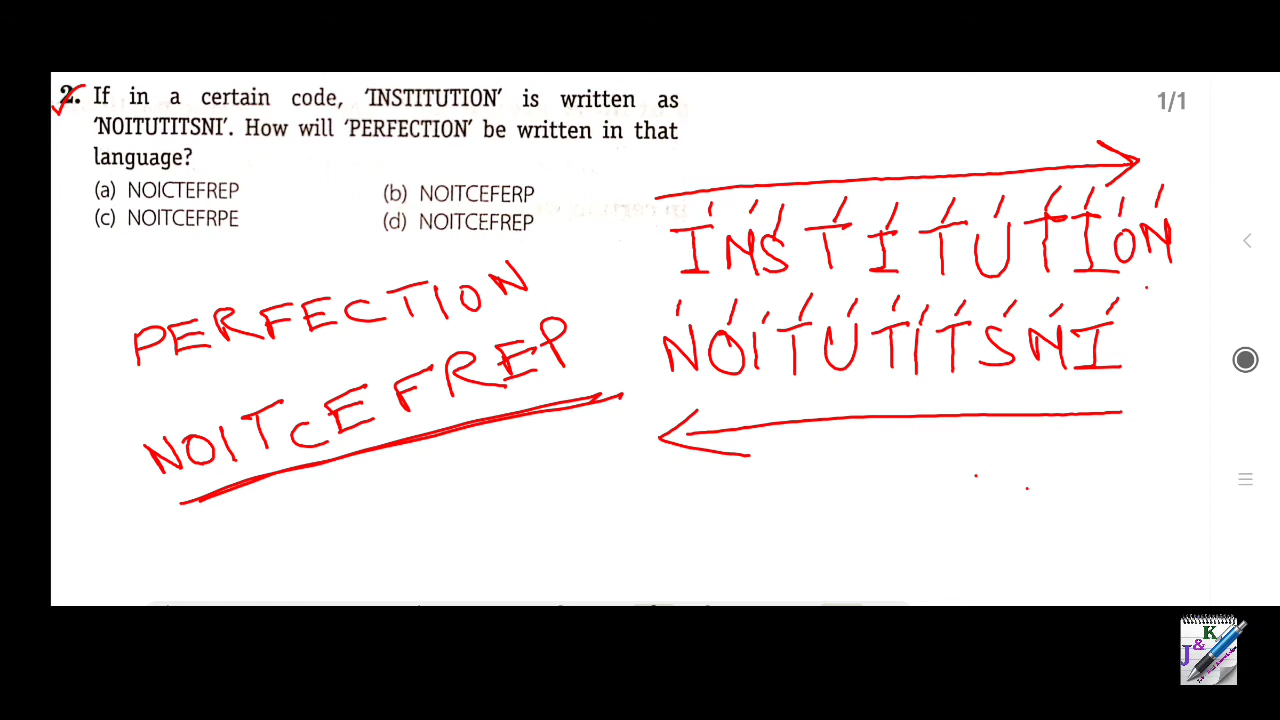 1/1
2. If in a certain code, 'INSTITUTION' is written as
'NOITUTITSNI'. How will 'PERFECTION' be written in that
language?
(a) NOICTEFREP (b) NOITCEFERP
(c) NOITCEFRPE (d) NOITCEFREP
INSTITUTION
NOITUTITSNI
PERFECTION
NOITCEFREP
J&K